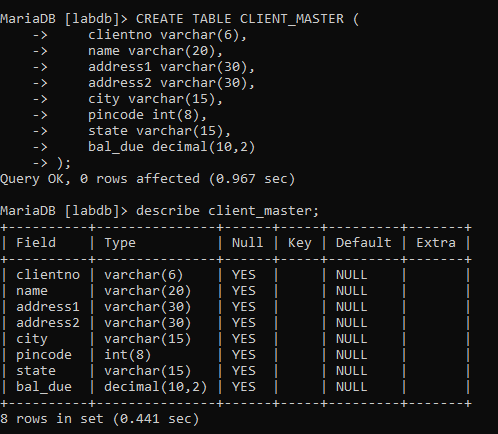 MariaDB [labdb]> CREATE TABLE CLIENT_MASTER (
    ->     clientno varchar(6),
    ->     name varchar(20),
    ->     address1 varchar(30),
    ->     address2 varchar(30),
    ->     city varchar(15),
    ->     pincode int(8),
    ->     state varchar(15),
    ->     bal_due decimal(10,2)
    -> );
Query OK, 0 rows affected (0.967 sec)

MariaDB [labdb]> describe client_master;
+----------+---------------+------+-----+---------+-------+
| Field    | Type          | Null | Key | Default | Extra |
+----------+---------------+------+-----+---------+-------+
| clientno | varchar(6)    | YES  |     | NULL    |       |
| name     | varchar(20)   | YES  |     | NULL    |       |
| address1 | varchar(30)   | YES  |     | NULL    |       |
| address2 | varchar(30)   | YES  |     | NULL    |       |
| city     | varchar(15)   | YES  |     | NULL    |       |
| pincode  | int(8)        | YES  |     | NULL    |       |
| state    | varchar(15)   | YES  |     | NULL    |       |
| bal_due  | decimal(10,2) | YES  |     | NULL    |       |
+----------+---------------+------+-----+---------+-------+
8 rows in set (0.441 sec)